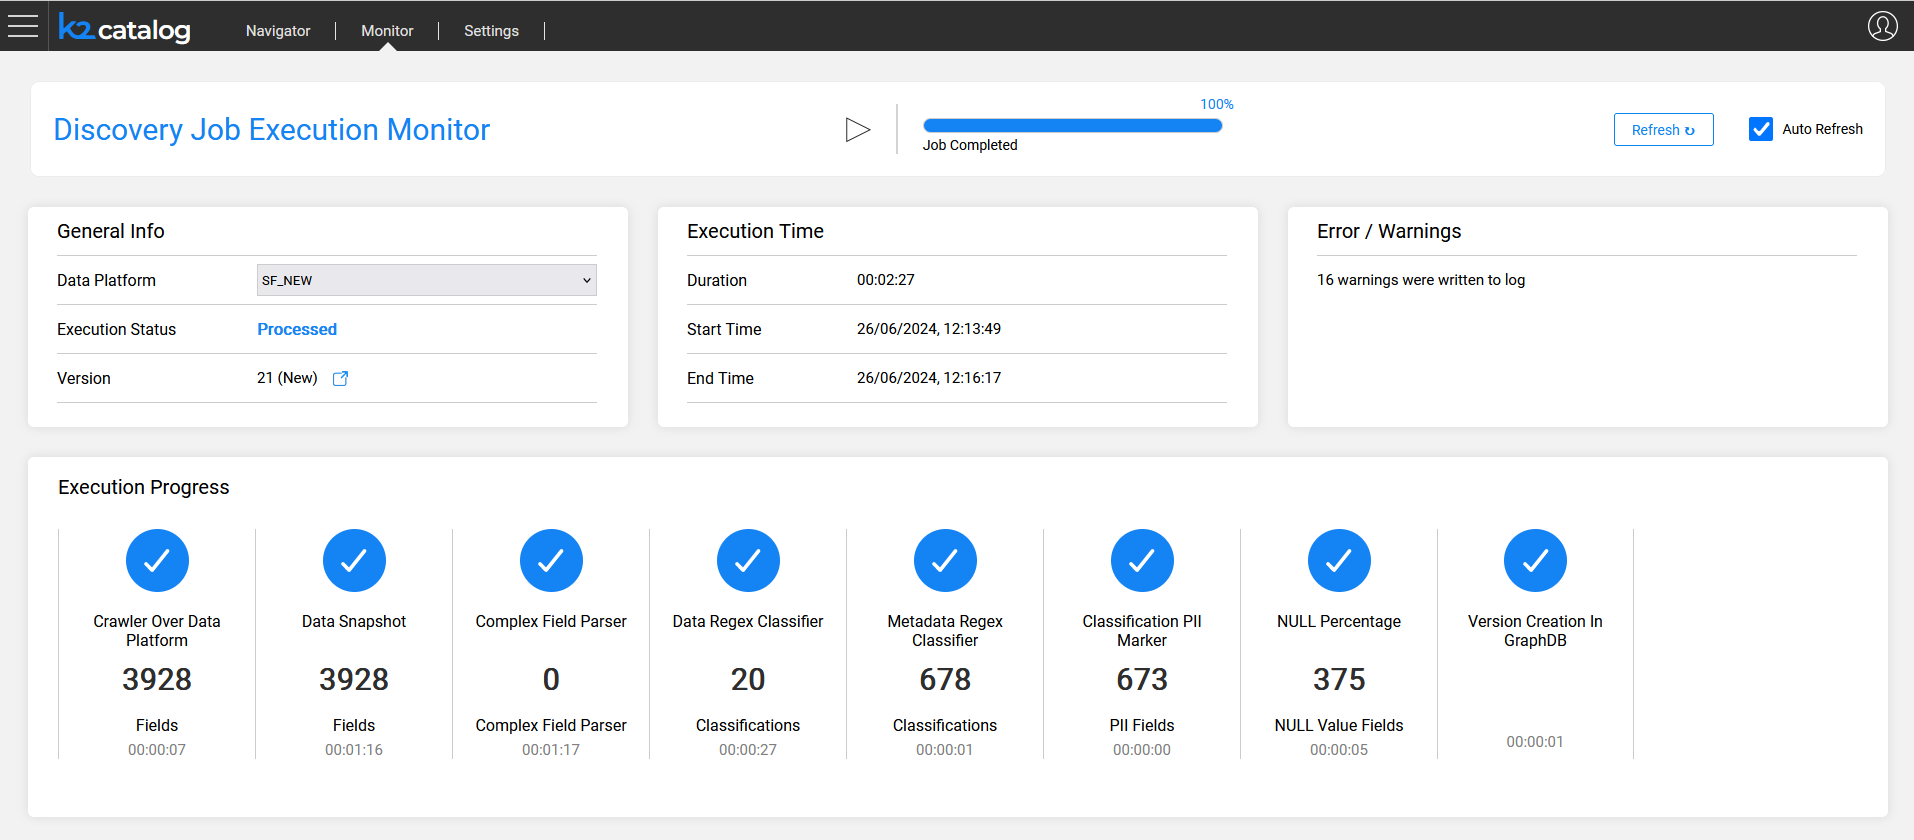 k2catalog
Navigator
Monitor
Settings
Discovery Job Execution Monitor
100%
Job Completed
Refresh ↻
Auto Refresh
General Info
Data Platform SF_NEW
Execution Status Processed
Version 21 (New)
Execution Time
Duration 00:02:27
Start Time 26/06/2024, 12:13:49
End Time 26/06/2024, 12:16:17
Error / Warnings
16 warnings were written to log
Execution Progress
Crawler Over Data
Platform
3928
Fields
00:00:07
Data Snapshot
3928
Fields
00:01:16
Complex Field Parser
0
Complex Field Parser
00:01:17
Data Regex Classifier
20
Classifications
00:00:27
Metadata Regex
Classifier
678
Classifications
00:00:01
Classification PII
Marker
673
PII Fields
00:00:00
NULL Percentage
375
NULL Value Fields
00:00:05
Version Creation In
GraphDB
00:00:01